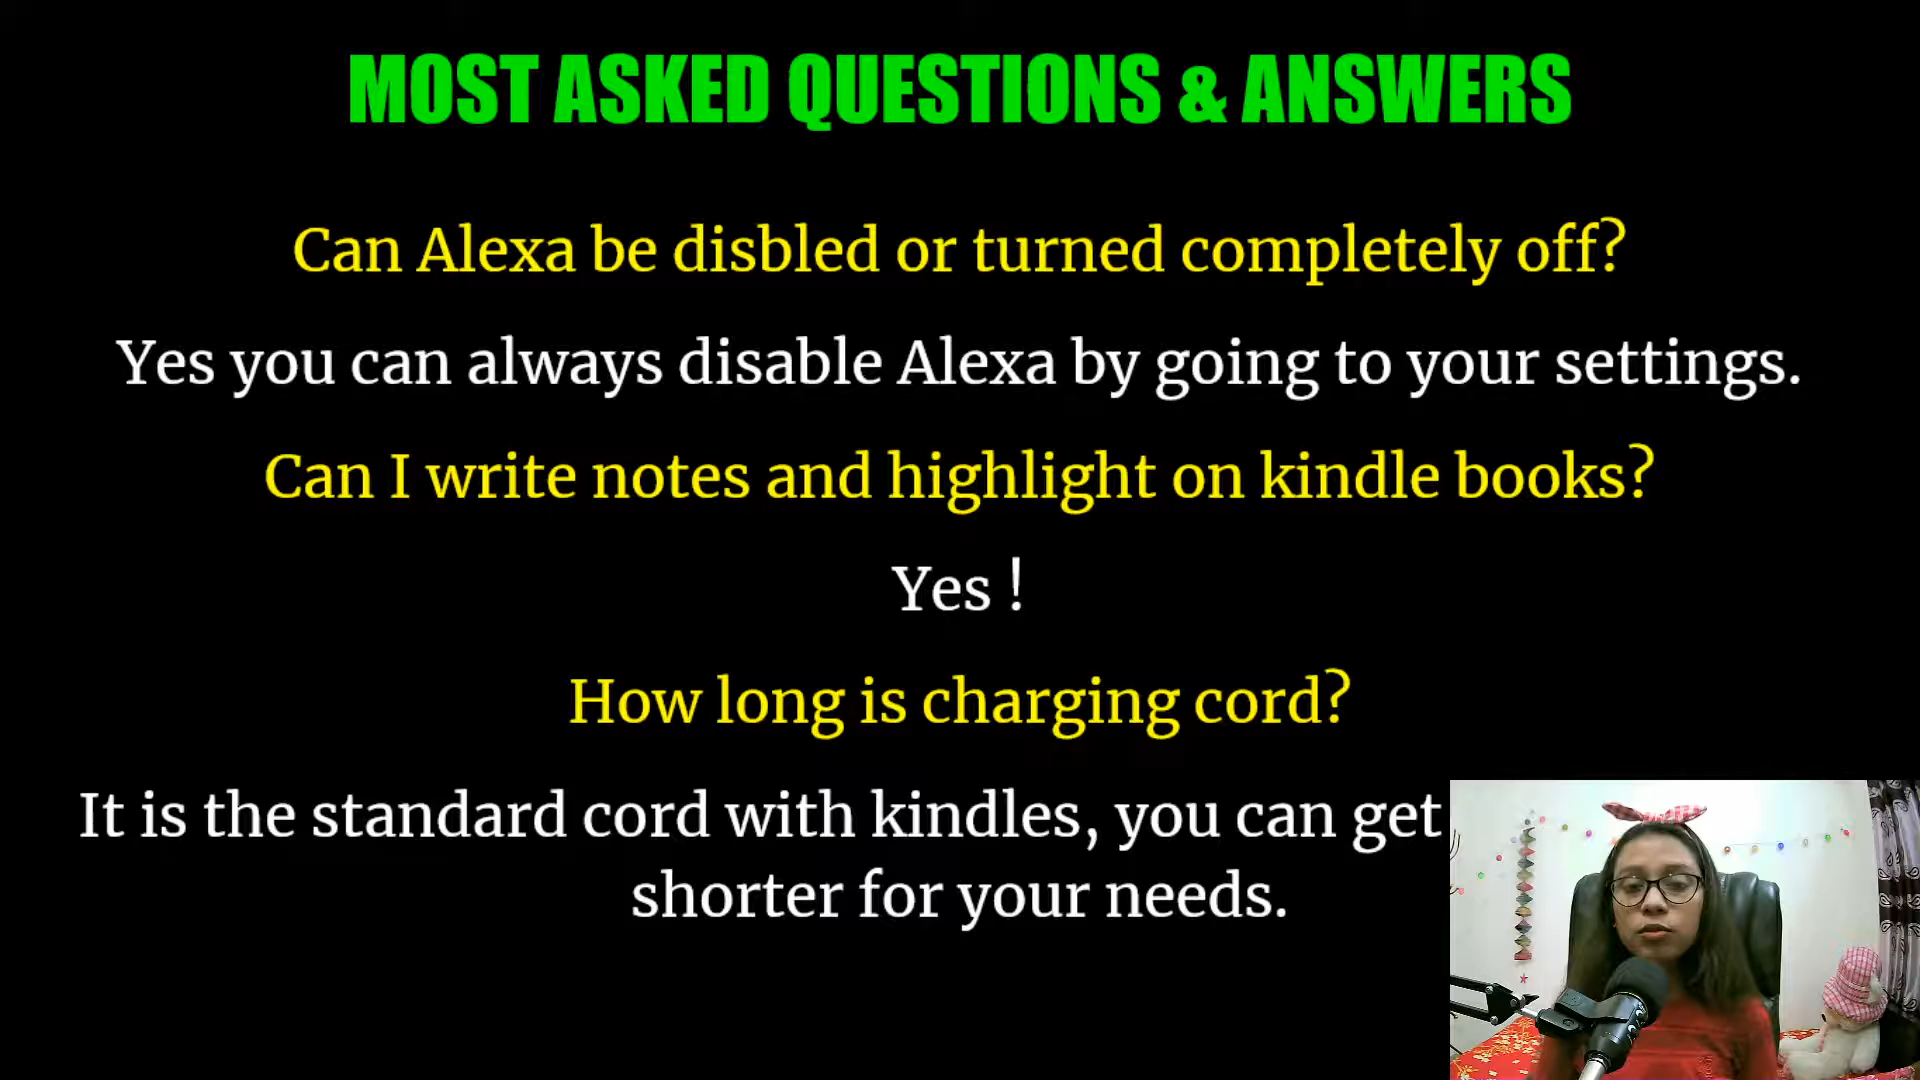 MOST ASKED QUESTIONS & ANSWERS
Can Alexa be disbled or turned completely off?
Yes you can always disable Alexa by going to your settings.
Can I write notes and highlight on kindle books?
Yes !
How long is charging cord?
It is the standard cord with kindles, you can get
shorter for your needs.